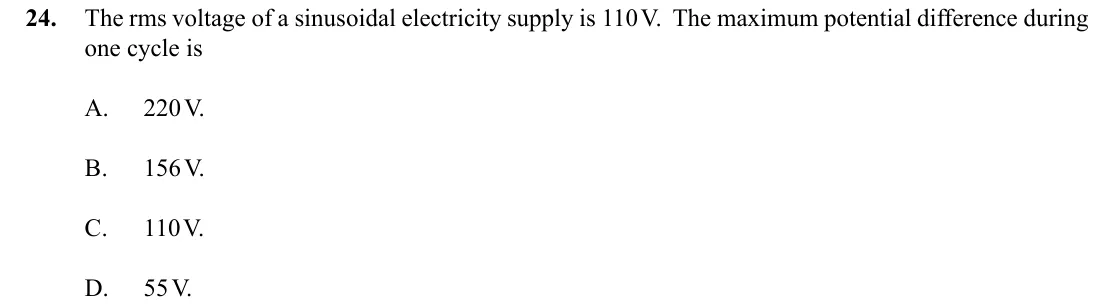 24. The rms voltage of a sinusoidal electricity supply is 110 V. The maximum potential difference during
one cycle is
A. 220 V.
B. 156 V.
C. 110 V.
D. 55 V.